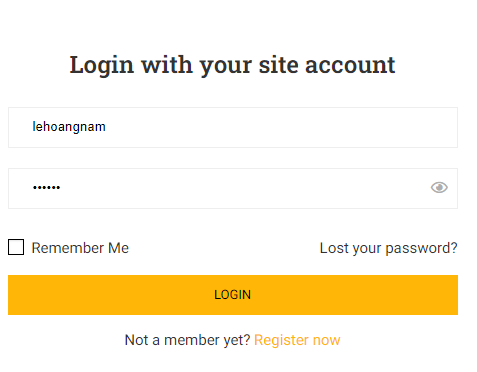 Login with your site account
lehoangnam
••••••
Remember Me
Lost your password?
LOGIN
Not a member yet? Register now